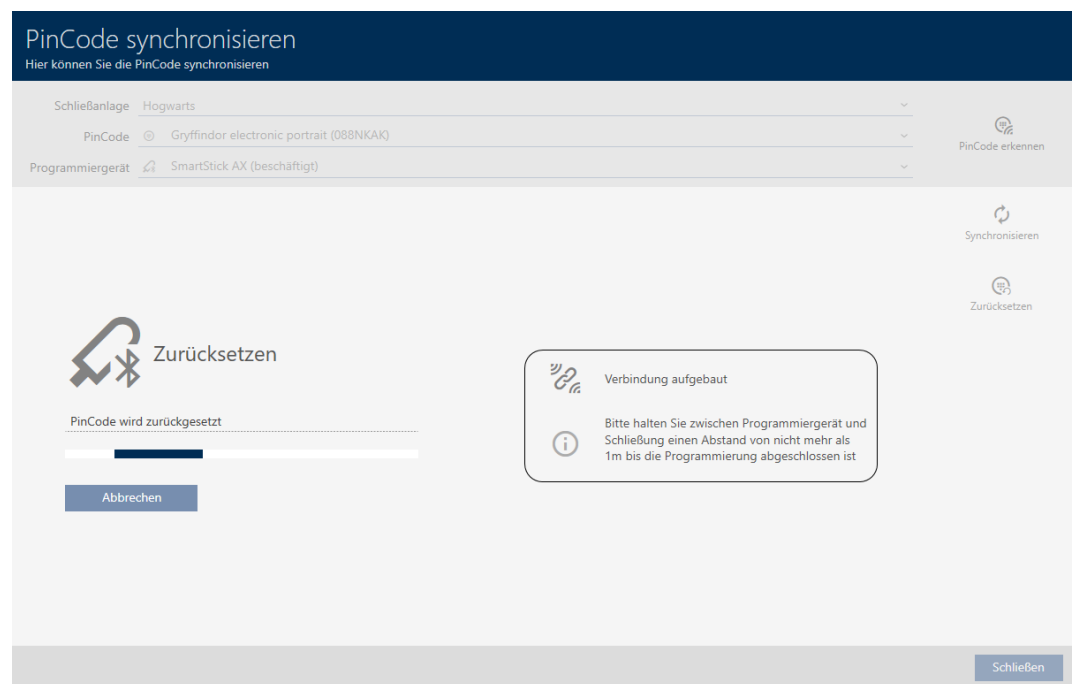 PinCode synchronisieren
Hier können Sie die PinCode synchronisieren
Schließanlage Hogwarts
PinCode Gryffindor electronic portrait (088NKAK)
Programmiergerät SmartStick AX (beschäftigt)
PinCode erkennen
Synchronisieren
Zurücksetzen
Zurücksetzen
PinCode wird zurückgesetzt
Abbrechen
Verbindung aufgebaut
Bitte halten Sie zwischen Programmiergerät und
Schließung einen Abstand von nicht mehr als
1m bis die Programmierung abgeschlossen ist
Schließen